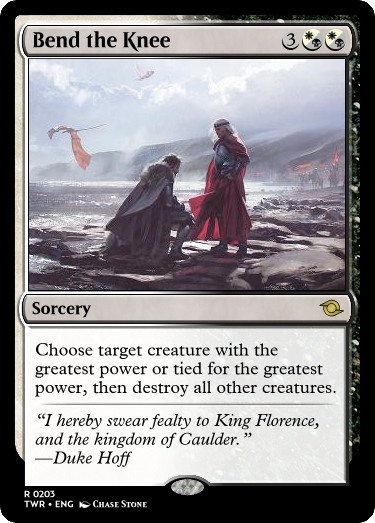 Bend the Knee 3
Sorcery
Choose target creature with the
greatest power or tied for the greatest
power, then destroy all other creatures.
“I hereby swear fealty to King Florence,
and the kingdom of Caulder.”
—Duke Hoff
R 0203
TWR • ENG Chase Stone